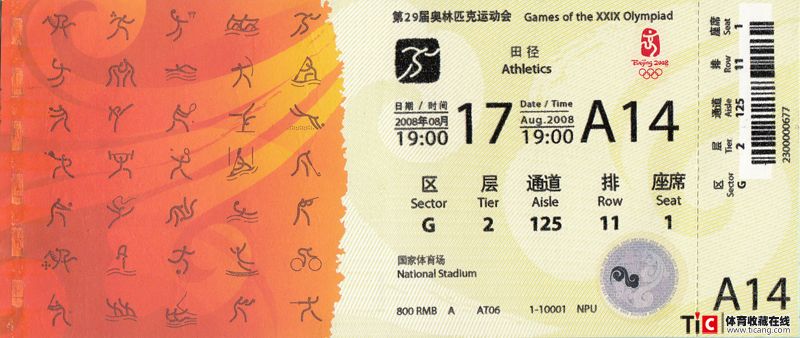 第29届奥林匹克运动会 Games of the XXIX Olympiad
田径
Athletics
Beijing 2008
日期 / 时间
2008年08月
19:00
17
Date / Time
Aug.2008
19:00
A14
区 层 通道 排 座席
Sector Tier Aisle Row Seat
G 2 125 11 1
国家体育场
National Stadium
800 RMB A AT06 1-10001 NPU
座席 Seat 1
排 Row 11
通道 Aisle 125
层 Tier 2
区 Sector G
2300000677
A14
TiC 体育收藏在线
www.ticang.com